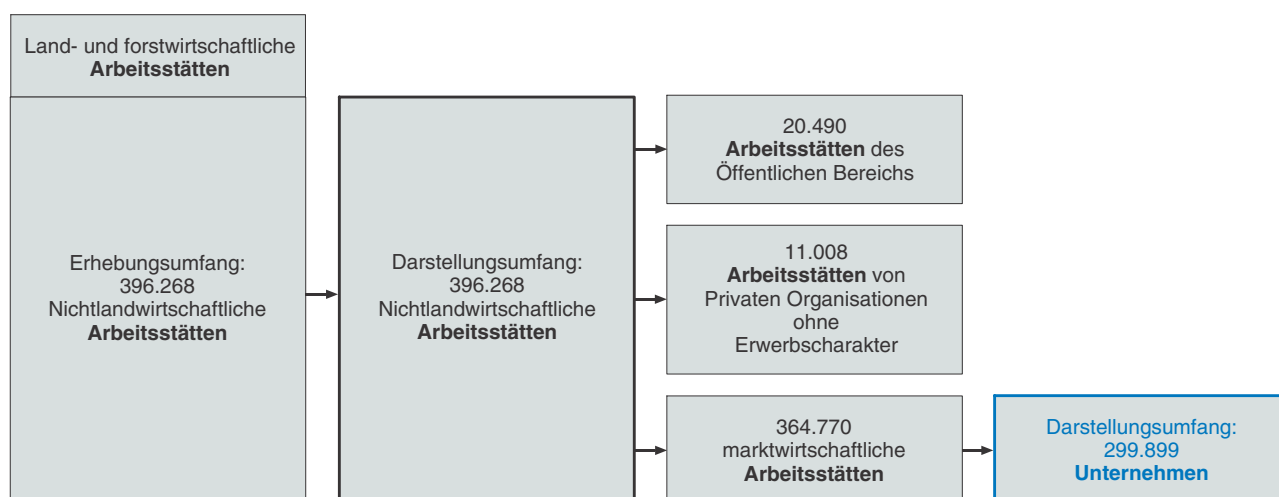 Land- und forstwirtschaftliche
Arbeitsstätten
Erhebungsumfang:
396.268
Nichtlandwirtschaftliche
Arbeitsstätten
Darstellungsumfang:
396.268
Nichtlandwirtschaftliche
Arbeitsstätten
20.490
Arbeitsstätten des
Öffentlichen Bereichs
11.008
Arbeitsstätten von
Privaten Organisationen
ohne
Erwerbscharakter
364.770
marktwirtschaftliche
Arbeitsstätten
Darstellungsumfang:
299.899
Unternehmen